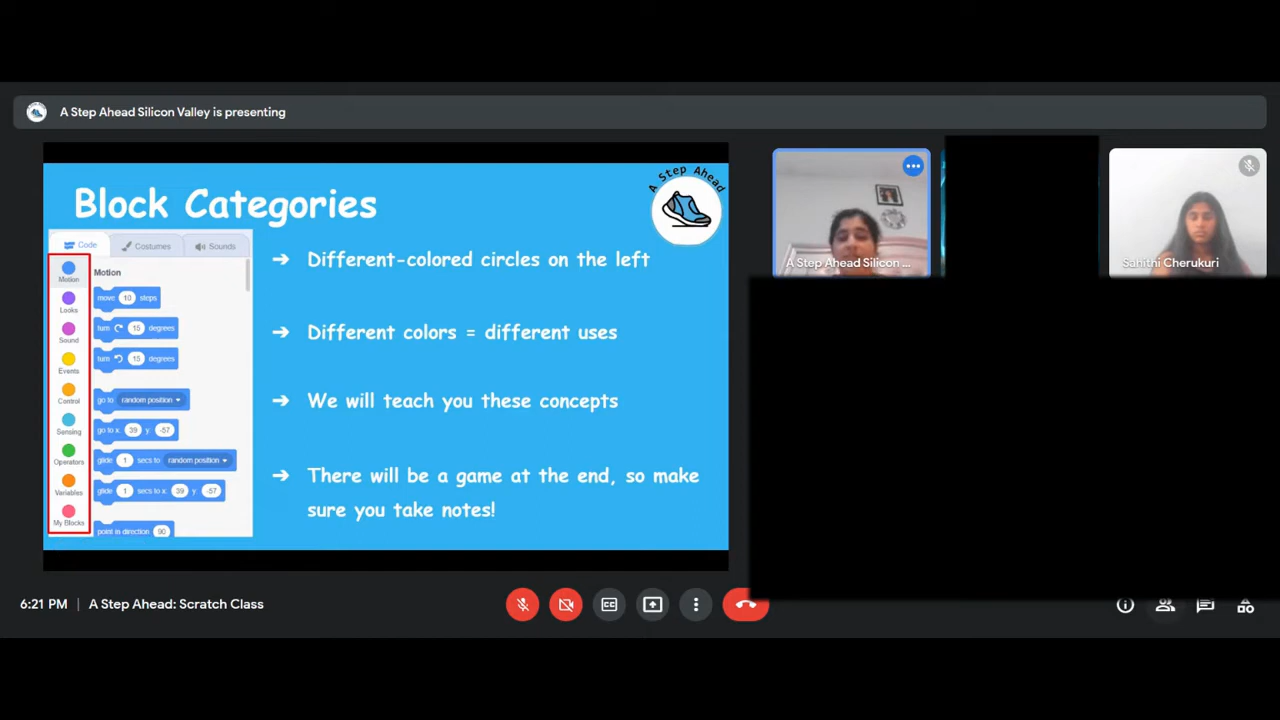 A Step Ahead Silicon Valley is presenting
Block Categories
A Step Ahead
Code Costumes Sounds
Motion
Looks
Sound
Events
Control
Sensing
Operators
Variables
My Blocks
Motion
move 10 steps
turn 15 degrees
turn 15 degrees
go to random position
go to x: 39 y: -57
glide 1 secs to random position
glide 1 secs to x: 39 y: -57
point in direction 90
➔ Different-colored circles on the left
➔ Different colors = different uses
➔ We will teach you these concepts
➔ There will be a game at the end, so make
sure you take notes!
A Step Ahead Silicon ...
Sahithi Cherukuri
6:21 PM | A Step Ahead: Scratch Class
CC